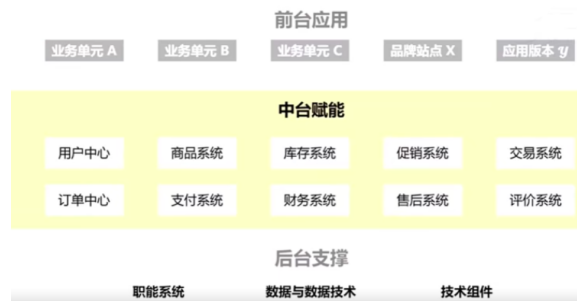 前台应用
业务单元 A 业务单元 B 业务单元 C 品牌站点 X 应用版本 y
中台赋能
用户中心 商品系统 库存系统 促销系统 交易系统
订单中心 支付系统 财务系统 售后系统 评价系统
后台支撑
职能系统 数据与数据技术 技术组件